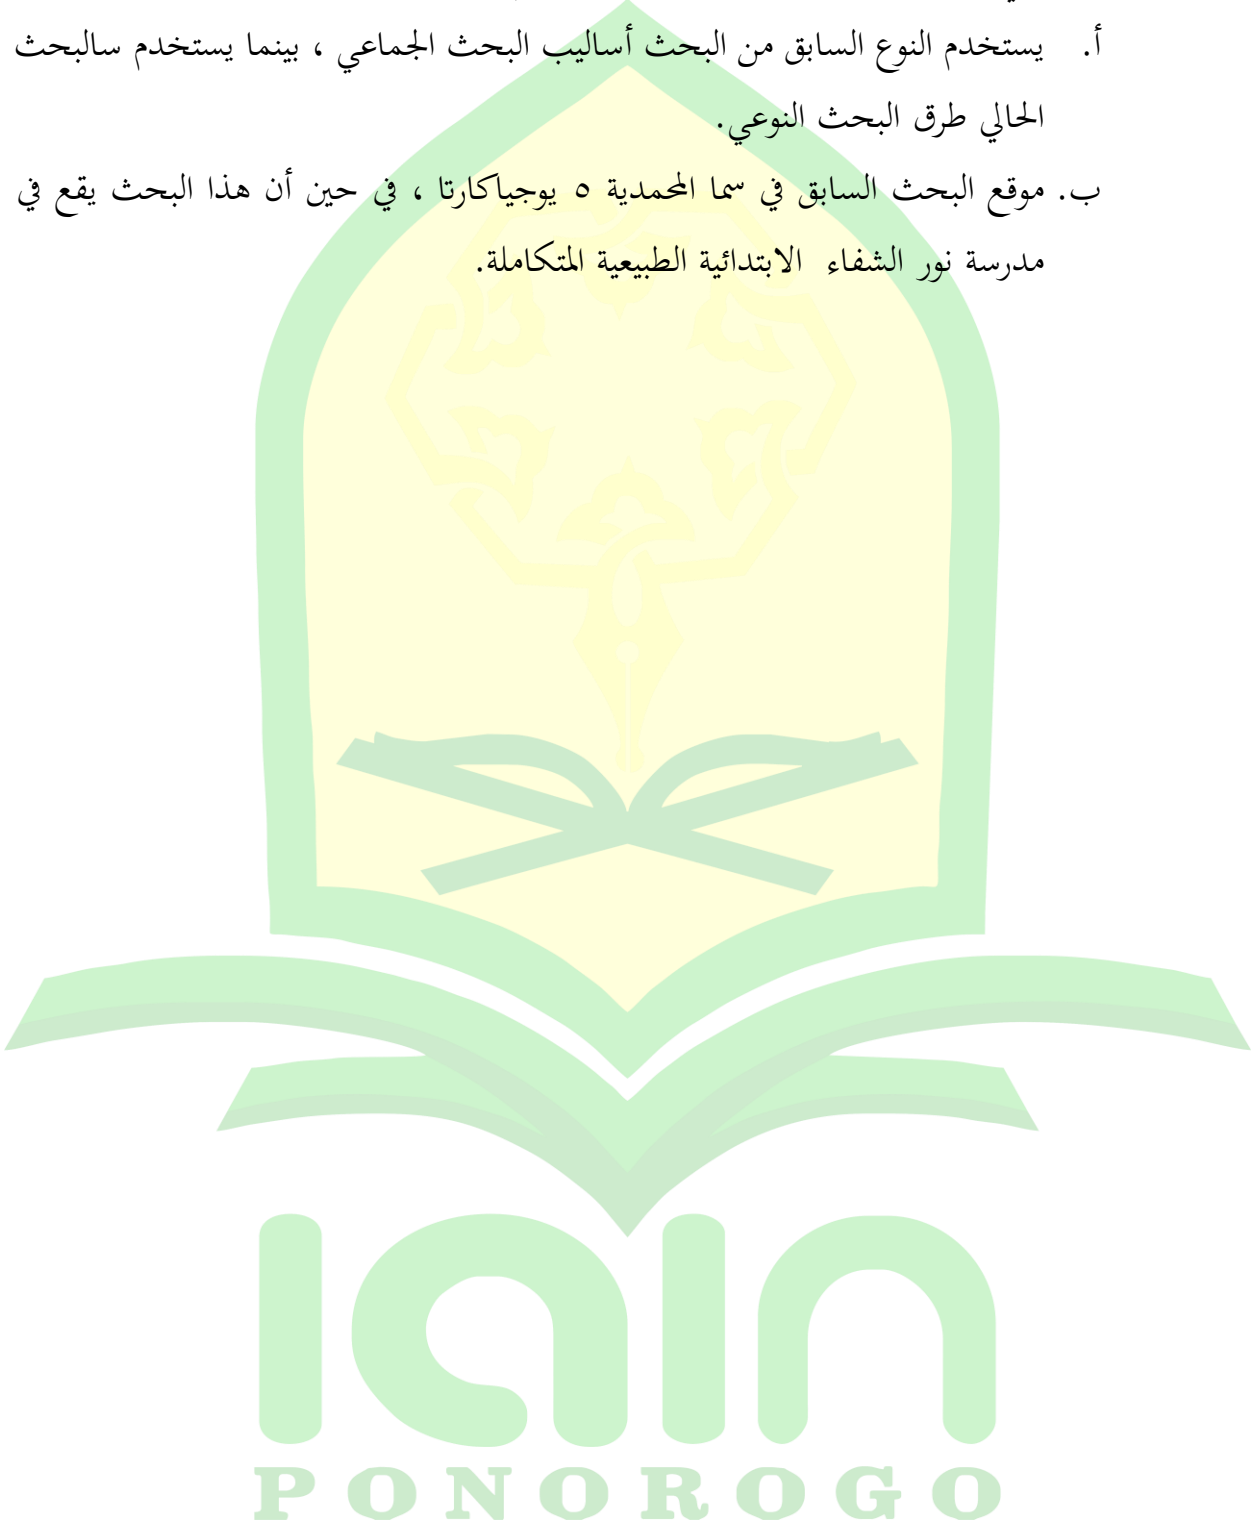 أ. يستخدم النوع السابق من البحث أساليب البحث الجماعي ، بينما يستخدم سالبحث
الحالي طرق البحث النوعي.
ب. موقع البحث السابق في سما المحمدية ٥ يوجياكارتا ، في حين أن هذا البحث يقع في
مدرسة نور الشفاء الابتدائية الطبيعية المتكاملة.
iain
PONOROGO